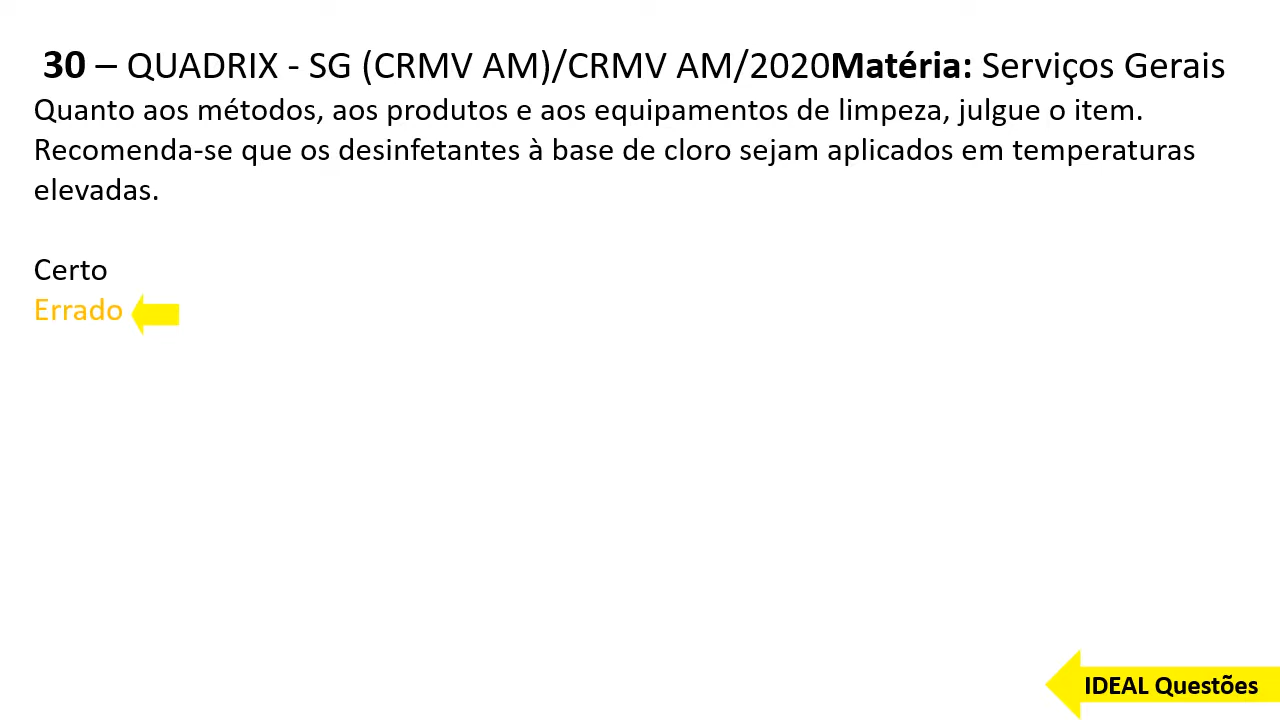 30 – QUADRIX - SG (CRMV AM)/CRMV AM/2020Matéria: Serviços Gerais
Quanto aos métodos, aos produtos e aos equipamentos de limpeza, julgue o item.
Recomenda-se que os desinfetantes à base de cloro sejam aplicados em temperaturas
elevadas.
Certo
Errado
IDEAL Questões